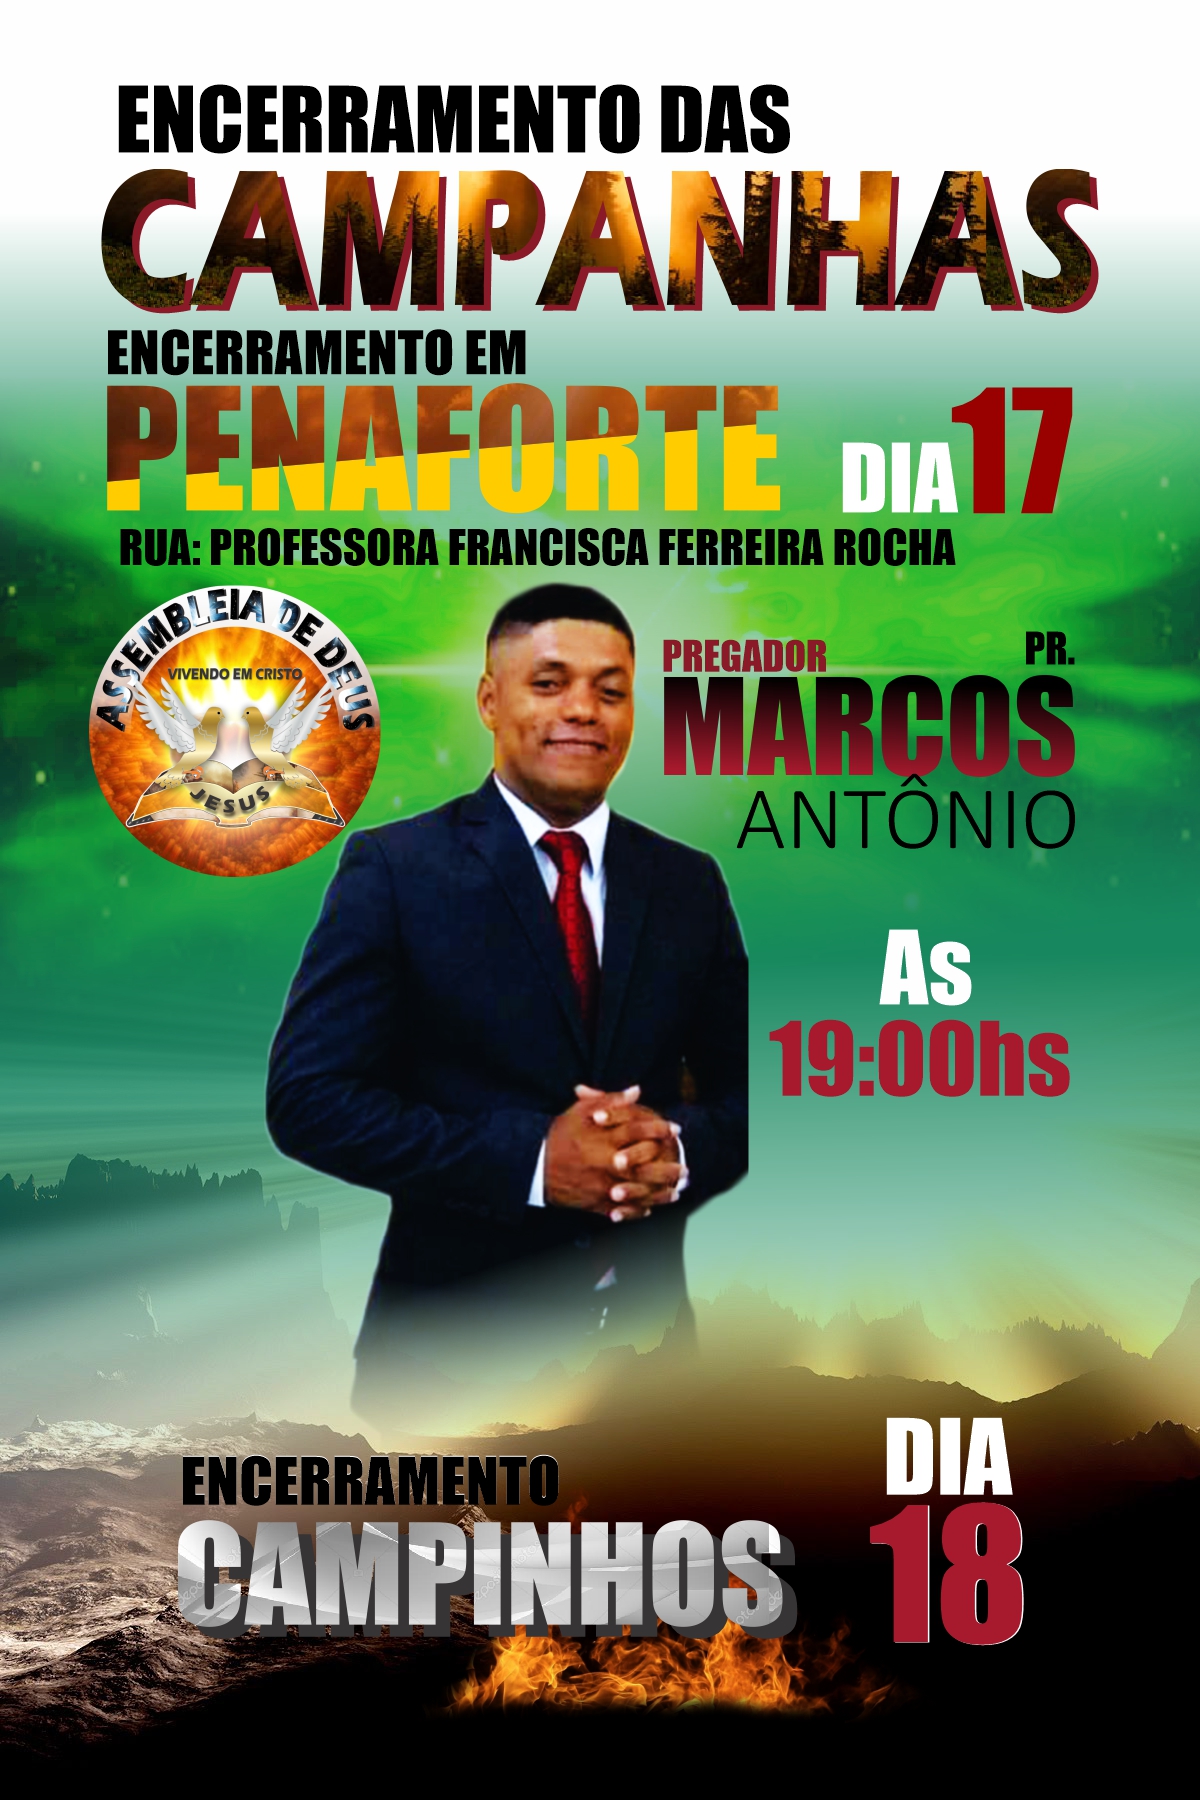 ENCERRAMENTO DAS
CAMPANHAS
ENCERRAMENTO EM
PENAFORTE
DIA 17
RUA: PROFESSORA FRANCISCA FERREIRA ROCHA
ASSEMBLEIA DE DEUS
VIVENDO EM CRISTO
JESUS
PREGADOR
PR.
MARCOS
ANTÔNIO
As
19:00hs
ENCERRAMENTO
CAMPINHOS
DIA
18